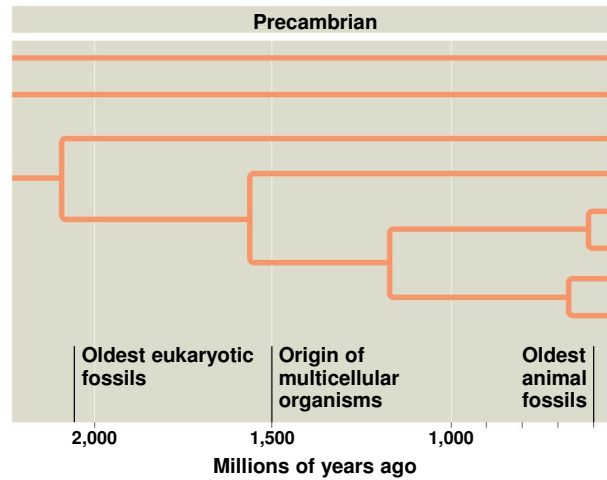 Precambrian
Oldest eukaryotic
fossils
Origin of
multicellular
organisms
Oldest
animal
fossils
2,000
1,500
1,000
Millions of years ago